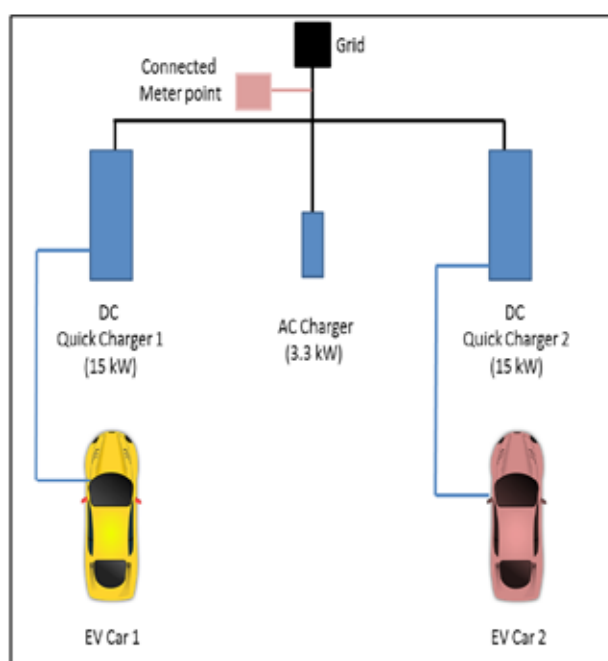 Grid
Connected
Meter point
DC
Quick Charger 1
(15 kW)
AC Charger
(3.3 kW)
DC
Quick Charger 2
(15 kW)
EV Car 1
EV Car 2